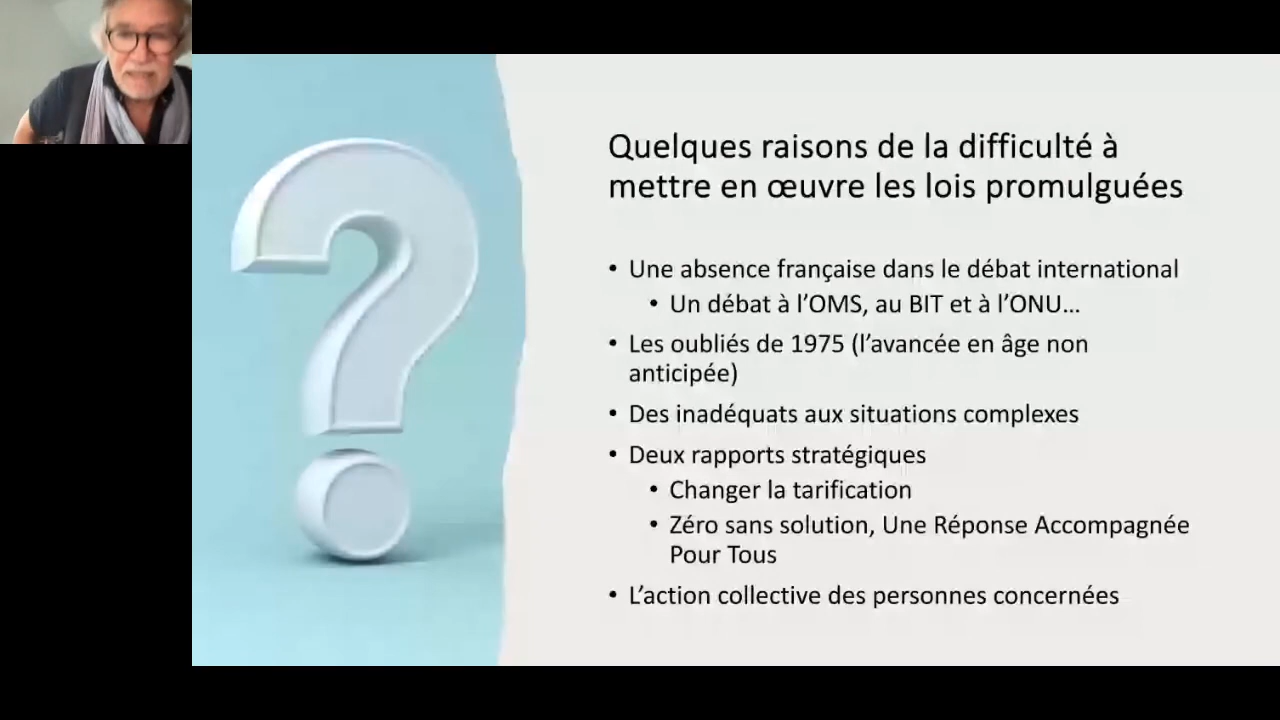 Quelques raisons de la difficulté à
mettre en œuvre les lois promulguées
• Une absence française dans le débat international
• Un débat à l'OMS, au BIT et à l'ONU...
• Les oubliés de 1975 (l'avancée en âge non
anticipée)
• Des inadéquats aux situations complexes
• Deux rapports stratégiques
• Changer la tarification
• Zéro sans solution, Une Réponse Accompagnée
Pour Tous
• L'action collective des personnes concernées